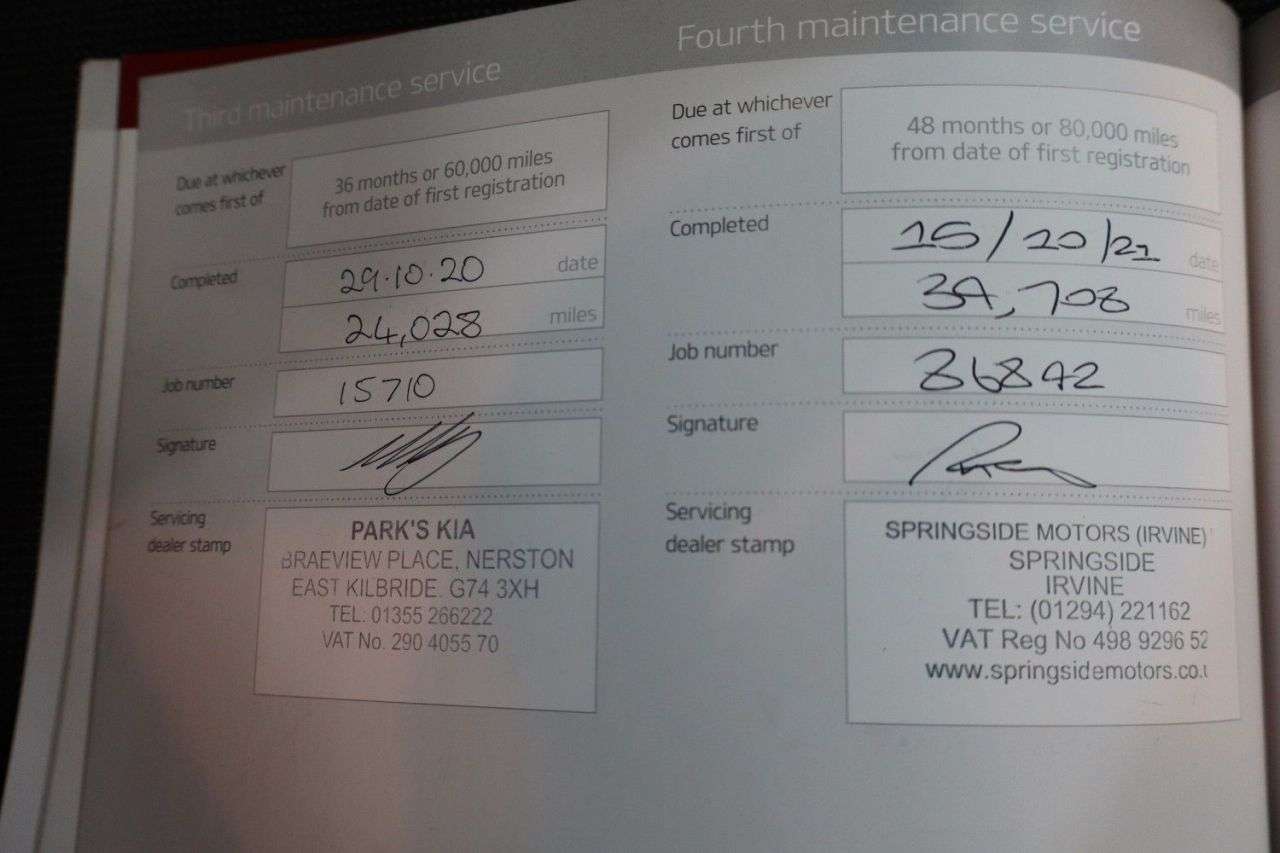 Third maintenance service
Due at whichever comes first of
36 months or 60,000 miles
from date of first registration
Completed
29.10.20 date
24,028 miles
Job number
15710
Signature
Servicing dealer stamp
PARK'S KIA
BRAEVIEW PLACE, NERSTON
EAST KILBRIDE. G74 3XH
TEL: 01355 266222
VAT No. 290 4055 70
Fourth maintenance service
Due at whichever comes first of
48 months or 80,000 miles
from date of first registration
Completed
15/10/21 date
34,708 miles
Job number
36842
Signature
Servicing dealer stamp
SPRINGSIDE MOTORS (IRVINE)
SPRINGSIDE
IRVINE
TEL: (01294) 221162
VAT Reg No 498 9296 52
www.springsidemotors.co.u